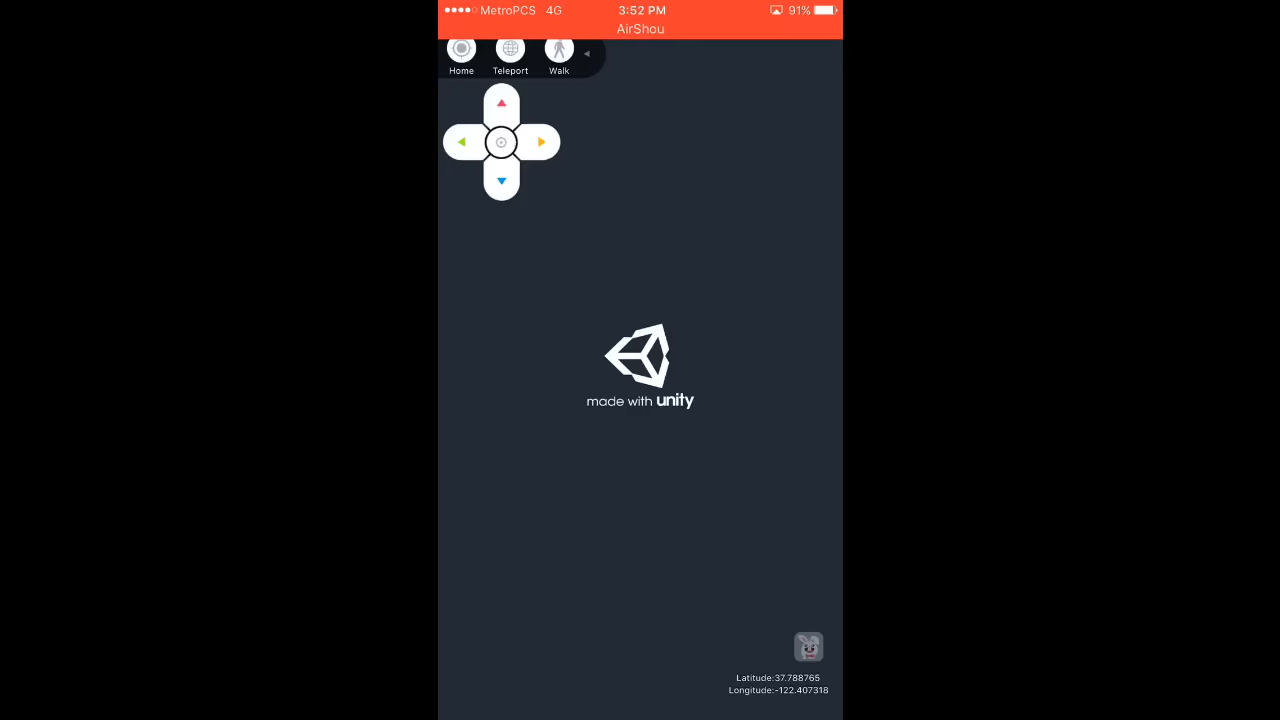 MetroPCS 4G 3:52 PM 91%
AirShou
Home Teleport Walk
made with unity
Latitude:37.788765
Longitude:-122.407318